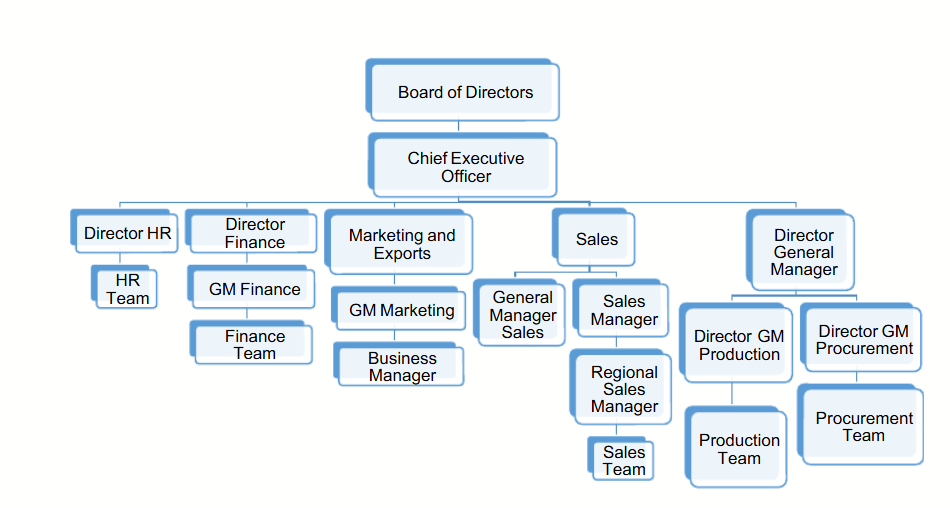 Board of Directors
Chief Executive
Officer
Director HR
HR
Team
Director
Finance
GM Finance
Finance
Team
Marketing and
Exports
GM Marketing
Business
Manager
Sales
General
Manager
Sales
Sales
Manager
Regional
Sales
Manager
Sales
Team
Director
General
Manager
Director GM
Production
Production
Team
Director GM
Procurement
Procurement
Team